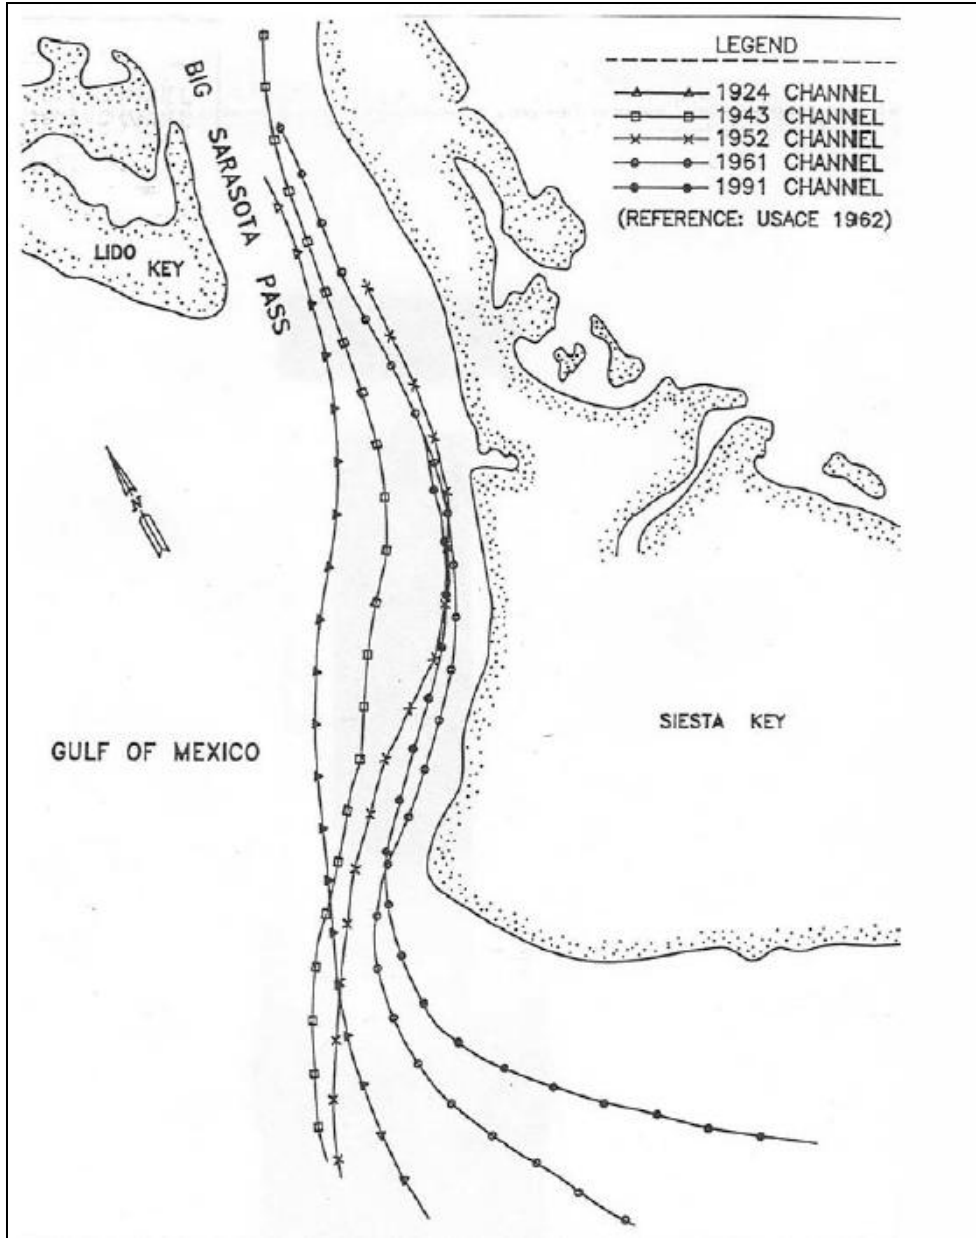 LEGEND
1924 CHANNEL
1943 CHANNEL
1952 CHANNEL
1961 CHANNEL
1991 CHANNEL
(REFERENCE: USACE 1962)
BIG SARASOTA PASS
LIDO KEY
N
GULF OF MEXICO
SIESTA KEY